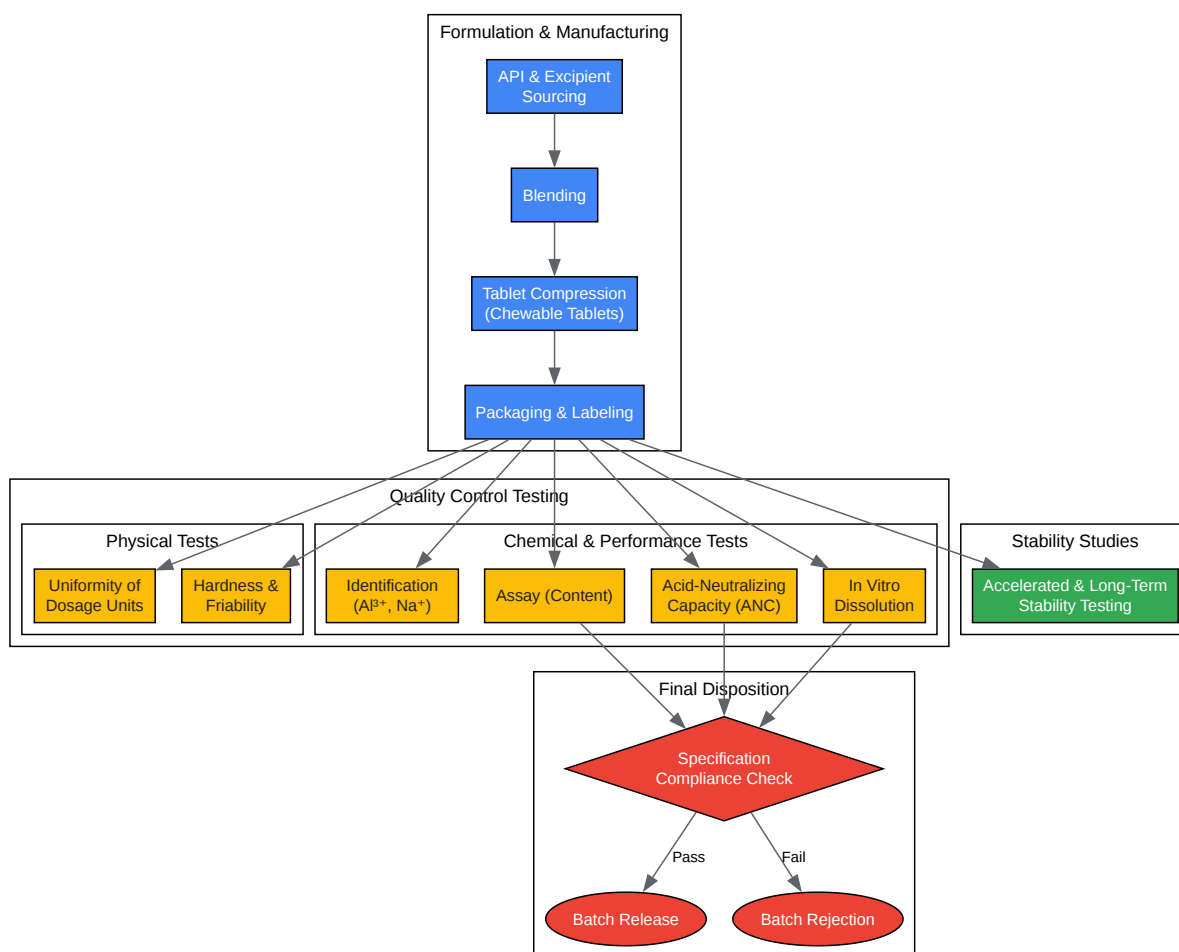 Formulation & Manufacturing
API & Excipient
Sourcing
Blending
Tablet Compression
(Chewable Tablets)
Packaging & Labeling
Quality Control Testing
Physical Tests
Uniformity of
Dosage Units
Hardness &
Friability
Chemical & Performance Tests
Identification
(Al³⁺, Na⁺)
Assay (Content)
Acid-Neutralizing
Capacity (ANC)
In Vitro
Dissolution
Stability Studies
Accelerated & Long-Term
Stability Testing
Final Disposition
Specification
Compliance Check
Pass
Fail
Batch Release
Batch Rejection